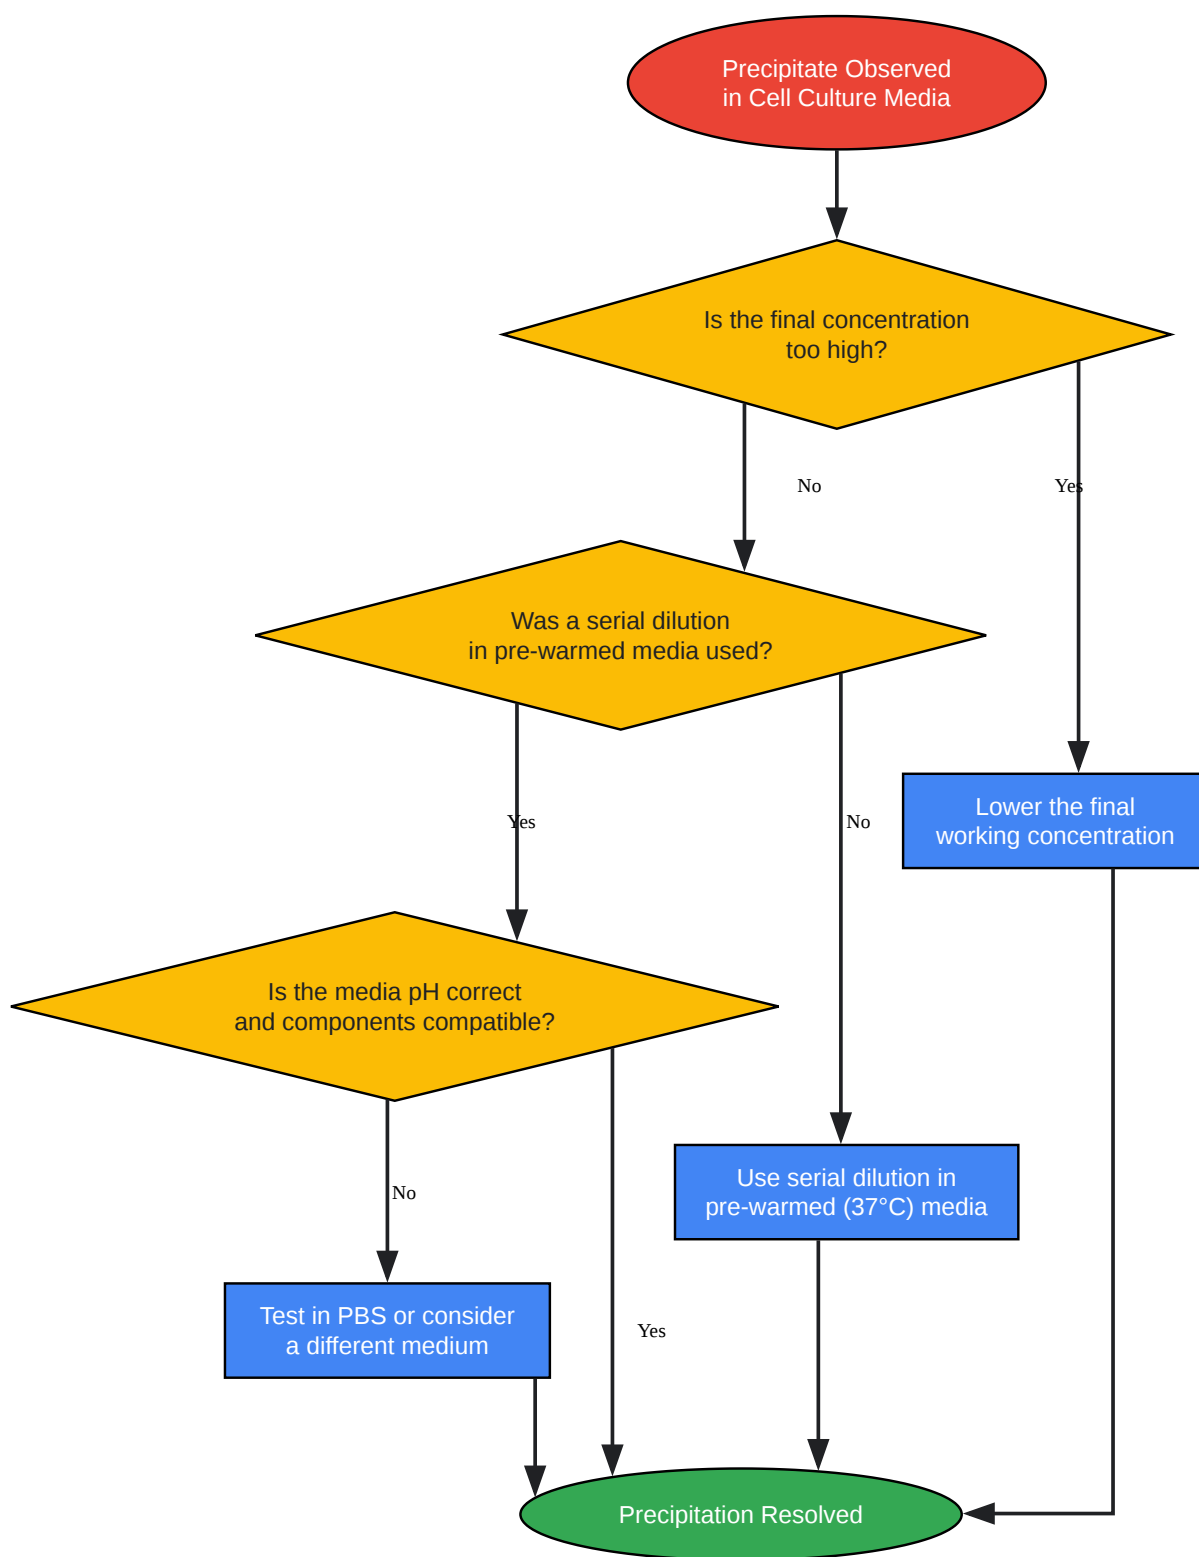 Precipitate Observed
in Cell Culture Media
Is the final concentration
too high?
No
Yes
Was a serial dilution
in pre-warmed media used?
Yes
No
Lower the final
working concentration
Is the media pH correct
and components compatible?
No
Use serial dilution in
pre-warmed (37°C) media
Test in PBS or consider
a different medium
Yes
Precipitation Resolved